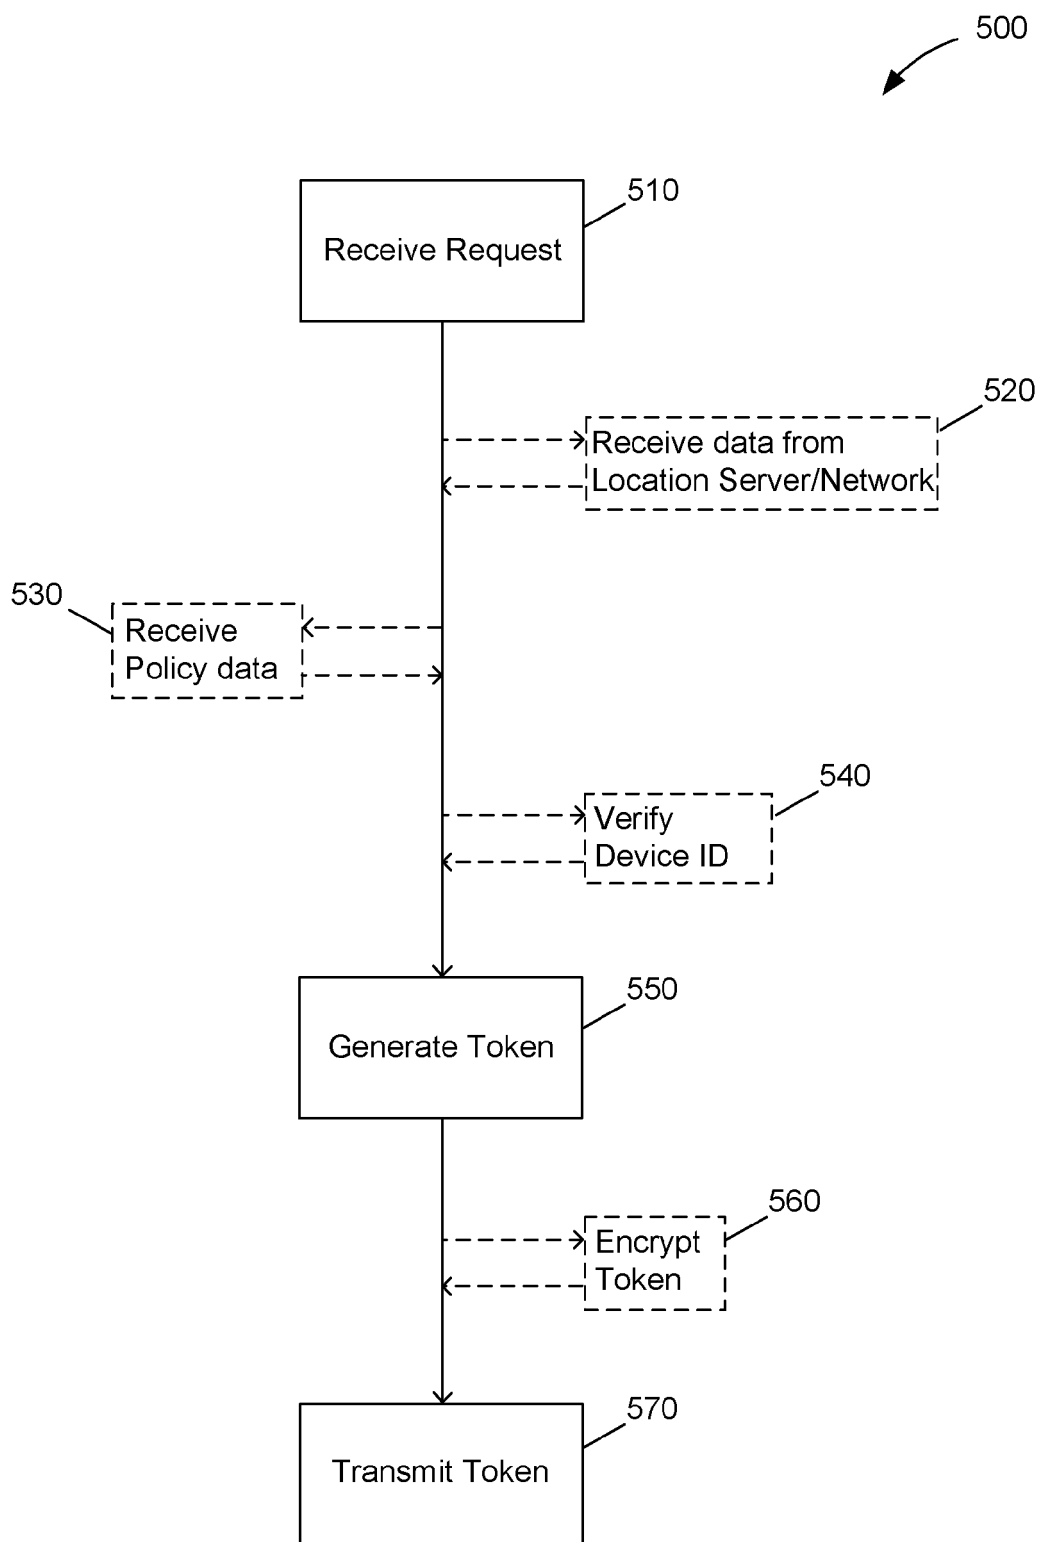 500
510
Receive Request
520
Receive data from
Location Server/Network
530
Receive
Policy data
540
Verify
Device ID
550
Generate Token
560
Encrypt
Token
570
Transmit Token